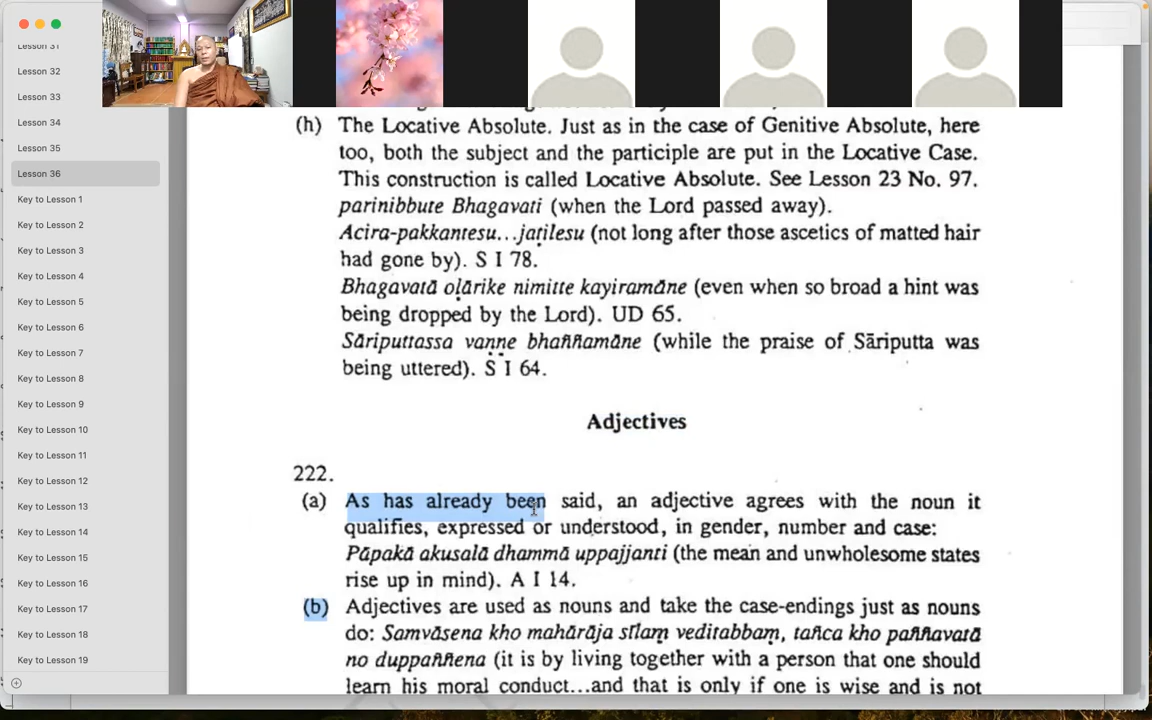 Lesson 31
Lesson 32
Lesson 33
Lesson 34
Lesson 35
Lesson 36
Key to Lesson 1
Key to Lesson 2
Key to Lesson 3
Key to Lesson 4
Key to Lesson 5
Key to Lesson 6
Key to Lesson 7
Key to Lesson 8
Key to Lesson 9
Key to Lesson 10
Key to Lesson 11
Key to Lesson 12
Key to Lesson 13
Key to Lesson 14
Key to Lesson 15
Key to Lesson 16
Key to Lesson 17
Key to Lesson 18
Key to Lesson 19
(h) The Locative Absolute. Just as in the case of Genitive Absolute, here
too, both the subject and the participle are put in the Locative Case.
This construction is called Locative Absolute. See Lesson 23 No. 97.
parinibbute Bhagavati (when the Lord passed away).
Acira-pakkantesu...jaṭilesu (not long after those ascetics of matted hair
had gone by). S I 78.
Bhagavatā oḷārike nimitte kayiramāne (even when so broad a hint was
being dropped by the Lord). UD 65.
Sāriputtassa vaṇṇe bhaññamāne (while the praise of Sāriputta was
being uttered). S I 64.
Adjectives
222.
(a) As has already been said, an adjective agrees with the noun it
qualifies, expressed or understood, in gender, number and case:
Pāpakā akusalā dhammā uppajjanti (the mean and unwholesome states
rise up in mind). A I 14.
(b) Adjectives are used as nouns and take the case-endings just as nouns
do: Samvāsena kho mahārāja sīlaṃ veditabbaṃ, tañca kho paññavatā
no duppaññena (it is by living together with a person that one should
learn his moral conduct...and that is only if one is wise and is not